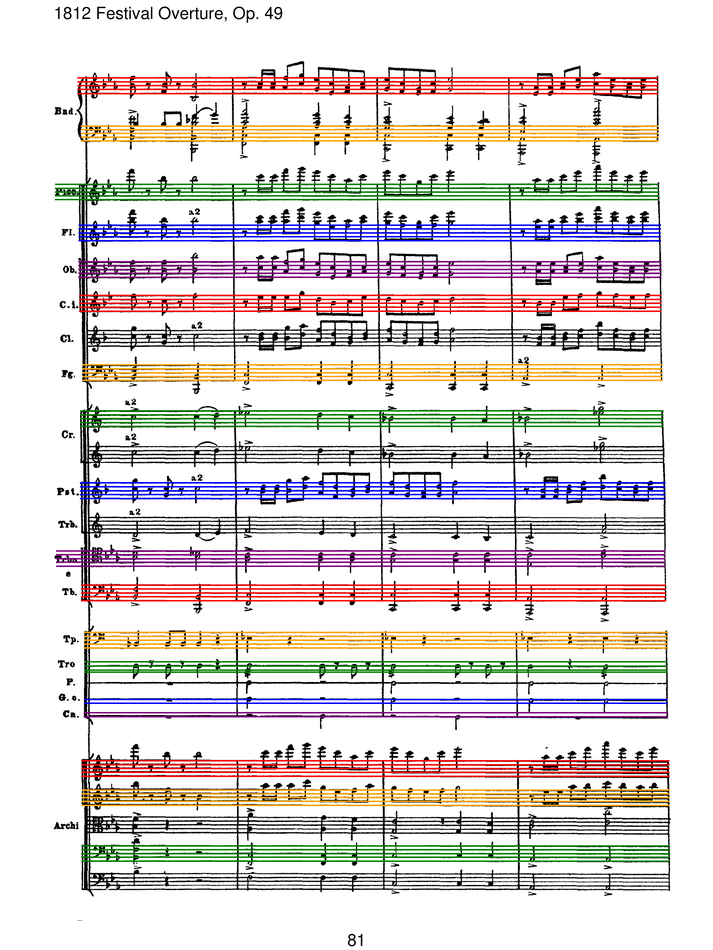 1812 Festival Overture, Op. 49
Bnd.
Picc.
Fl.
a2
Ob.
C.i.
Cl.
a2
Fg.
a2
a2
Cr.
a2
Pst.
a2
Trb.
a2
Trbn
e
Tb.
Tp.
Tro
P.
G.c.
Ca.
Archi
81